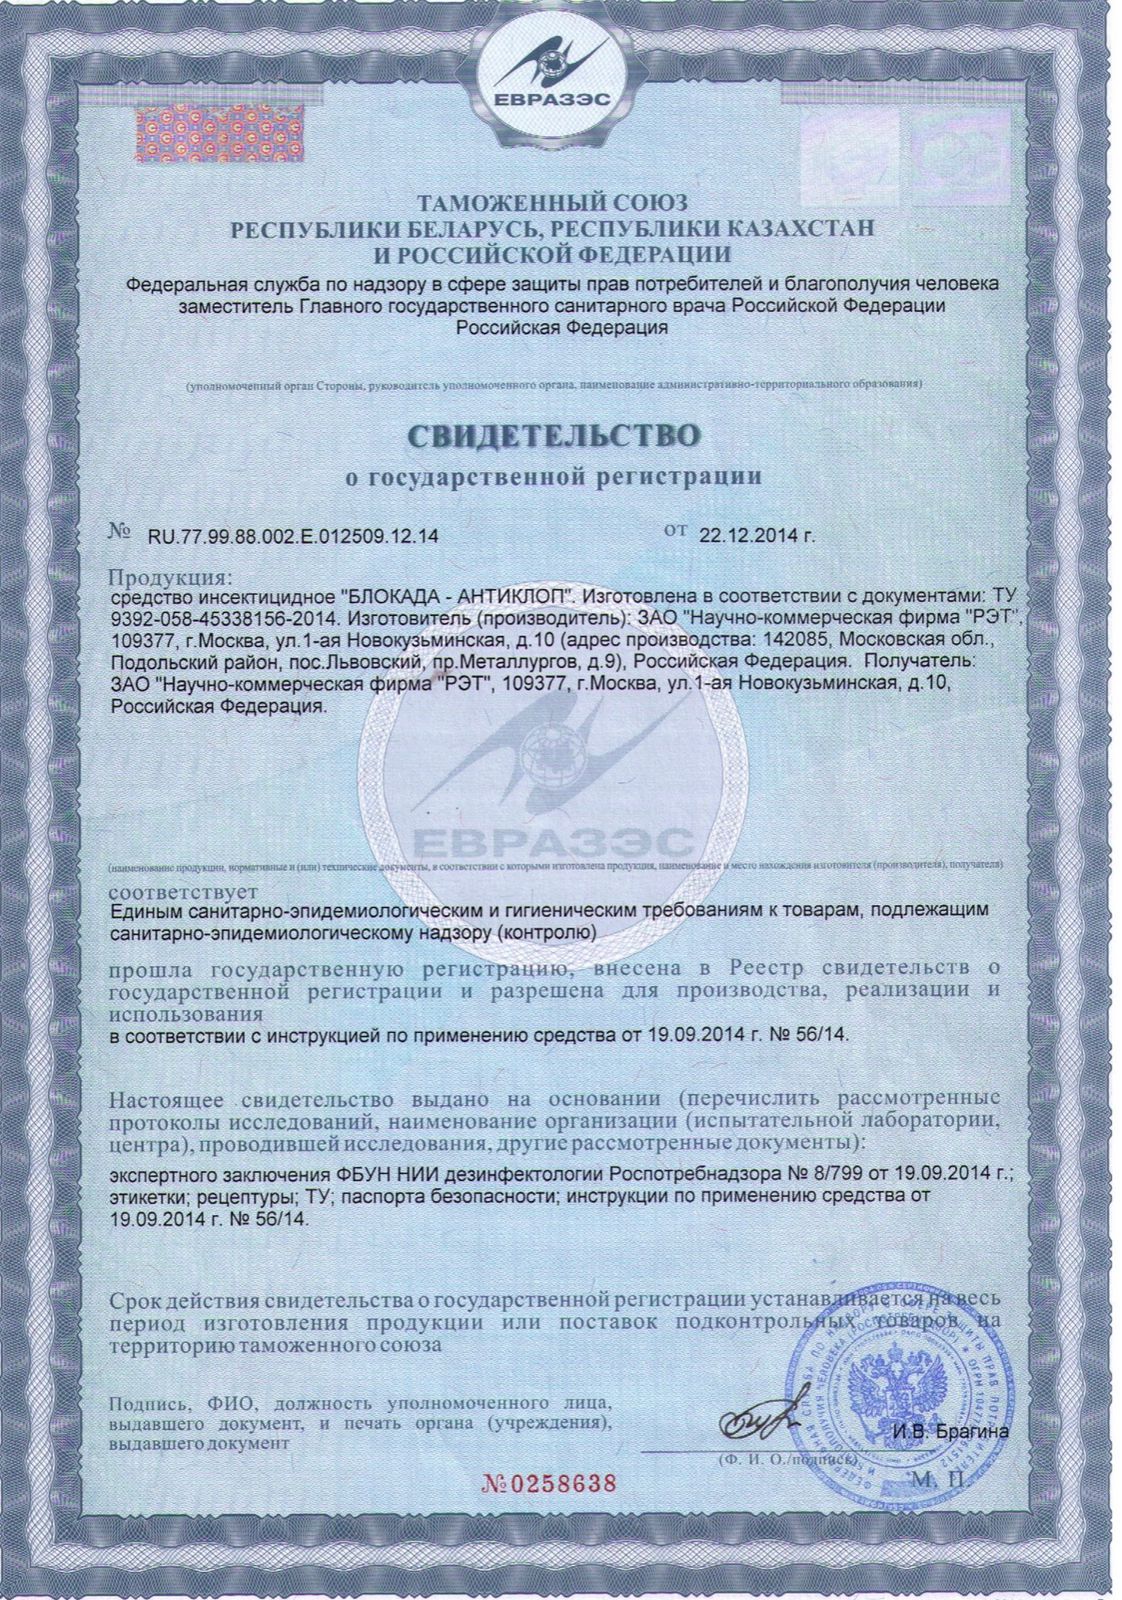 ЕВРАЗЭС
ТАМОЖЕННЫЙ СОЮЗ
РЕСПУБЛИКИ БЕЛАРУСЬ, РЕСПУБЛИКИ КАЗАХСТАН
И РОССИЙСКОЙ ФЕДЕРАЦИИ
Федеральная служба по надзору в сфере защиты прав потребителей и благополучия человека
заместитель Главного государственного санитарного врача Российской Федерации
Российская Федерация
(уполномоченный орган Стороны, руководитель уполномоченного органа, наименование административно-территориального образования)
СВИДЕТЕЛЬСТВО
о государственной регистрации
№ RU.77.99.88.002.Е.012509.12.14 от 22.12.2014 г.
Продукция:
средство инсектицидное "БЛОКАДА - АНТИКЛОП". Изготовлена в соответствии с документами: ТУ
9392-058-45338156-2014. Изготовитель (производитель): ЗАО "Научно-коммерческая фирма "РЭТ",
109377, г.Москва, ул.1-ая Новокузьминская, д.10 (адрес производства: 142085, Московская обл.,
Подольский район, пос.Львовский, пр.Металлургов, д.9), Российская Федерация. Получатель:
ЗАО "Научно-коммерческая фирма "РЭТ", 109377, г.Москва, ул.1-ая Новокузьминская, д.10,
Российская Федерация.
ЕВРАЗЭС
(наименование продукции, нормативные и (или) технические документы, в соответствии с которыми изготовлена продукция, наименование и место нахождения изготовителя (производителя), получателя)
соответствует
Единым санитарно-эпидемиологическим и гигиеническим требованиям к товарам, подлежащим
санитарно-эпидемиологическому надзору (контролю)
прошла государственную регистрацию, внесена в Реестр свидетельств о
государственной регистрации и разрешена для производства, реализации и
использования
в соответствии с инструкцией по применению средства от 19.09.2014 г. № 56/14.
Настоящее свидетельство выдано на основании (перечислить рассмотренные
протоколы исследований, наименование организации (испытательной лаборатории,
центра), проводившей исследования, другие рассмотренные документы):
экспертного заключения ФБУН НИИ дезинфектологии Роспотребнадзора № 8/799 от 19.09.2014 г.;
этикетки; рецептуры; ТУ; паспорта безопасности; инструкции по применению средства от
19.09.2014 г. № 56/14.
Срок действия свидетельства о государственной регистрации устанавливается на весь
период изготовления продукции или поставок подконтрольных товаров на
территорию таможенного союза
Подпись, ФИО, должность уполномоченного лица,
выдавшего документ, и печать органа (учреждения),
выдавшего документ
И.В. Брагина
(Ф. И. О./подпись)
М. П.
№0258638